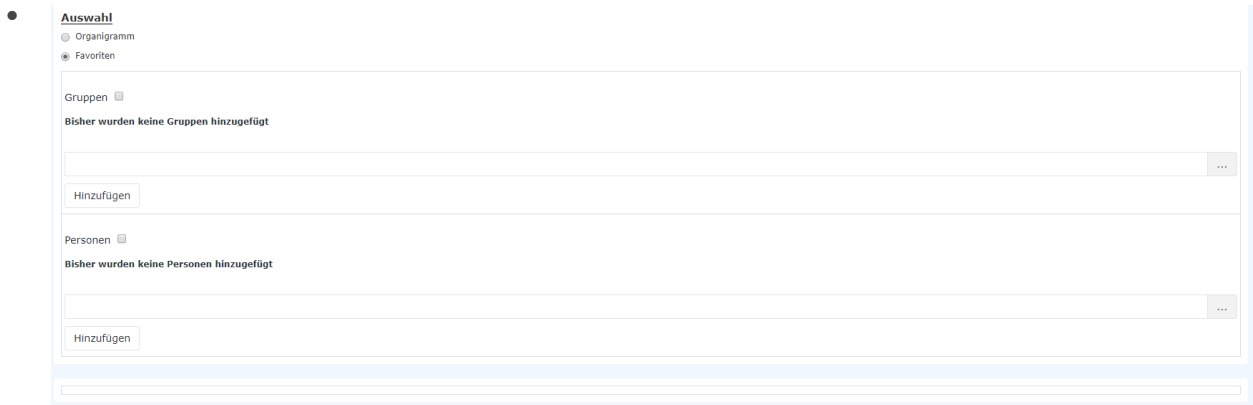 Auswahl
Organigramm
Favoriten
Gruppen
Bisher wurden keine Gruppen hinzugefügt
...
Hinzufügen
Personen
Bisher wurden keine Personen hinzugefügt
...
Hinzufügen